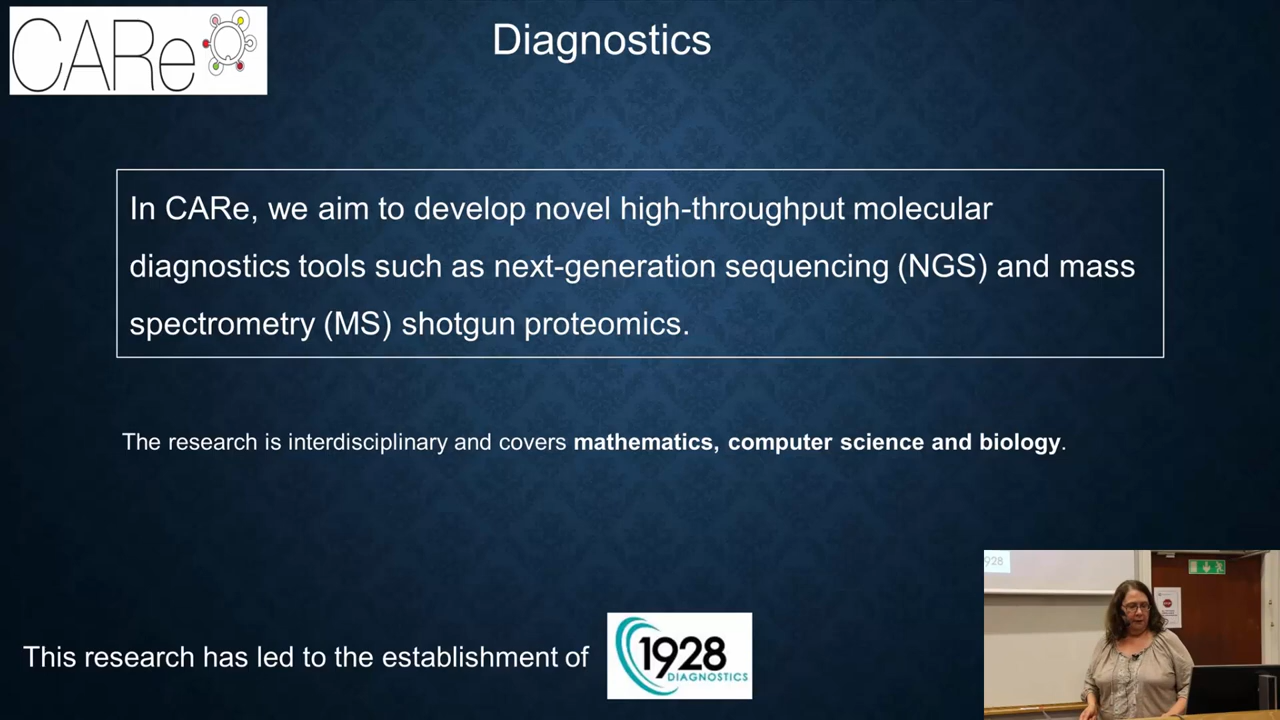 CARe
Diagnostics
In CARe, we aim to develop novel high-throughput molecular
diagnostics tools such as next-generation sequencing (NGS) and mass
spectrometry (MS) shotgun proteomics.
The research is interdisciplinary and covers mathematics, computer science and biology.
This research has led to the establishment of
1928
DIAGNOSTICS
928